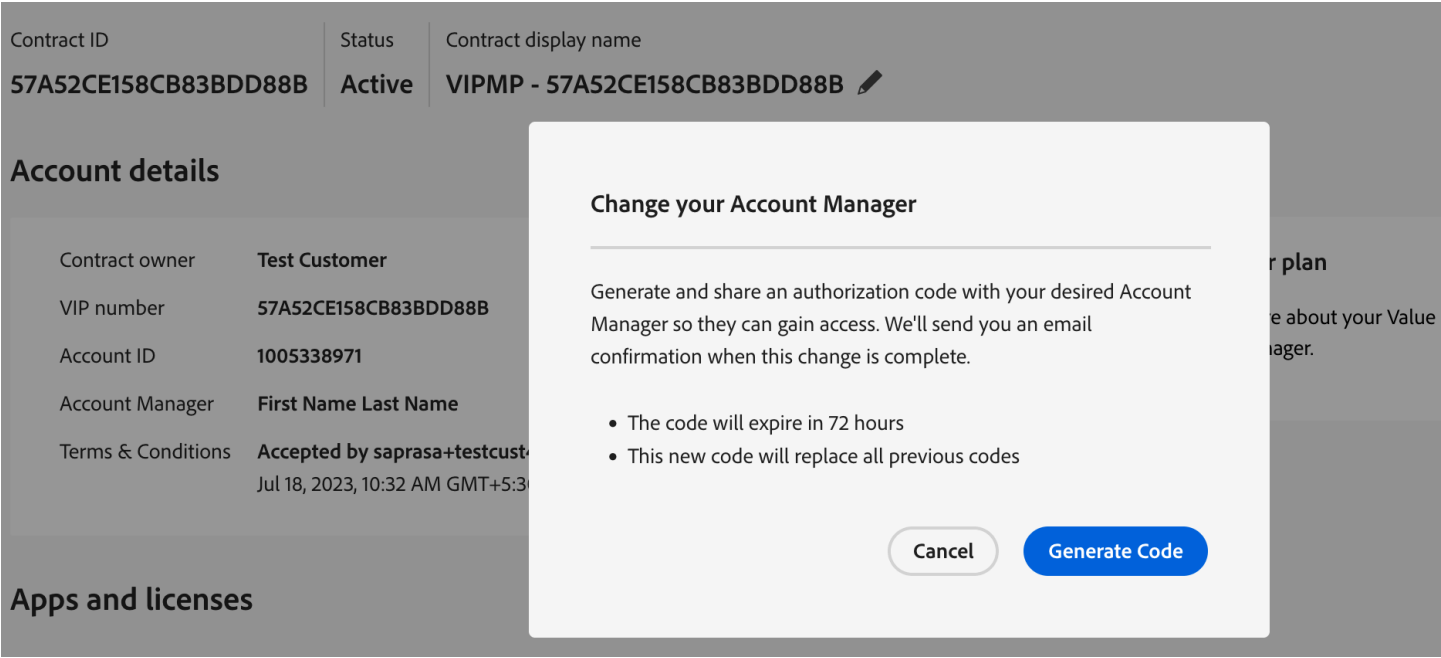 Contract ID
Status
Contract display name
57A52CE158CB83BDD88B
Active
VIPMP - 57A52CE158CB83BDD88B
Account details
Contract owner
Test Customer
VIP number
57A52CE158CB83BDD88B
Account ID
1005338971
Account Manager
First Name Last Name
Terms & Conditions
Accepted by saprasa+testcust
Jul 18, 2023, 10:32 AM GMT+5:3
Apps and licenses
Change your Account Manager
Generate and share an authorization code with your desired Account
Manager so they can gain access. We'll send you an email
confirmation when this change is complete.
• The code will expire in 72 hours
• This new code will replace all previous codes
Cancel
Generate Code
plan
about your Value